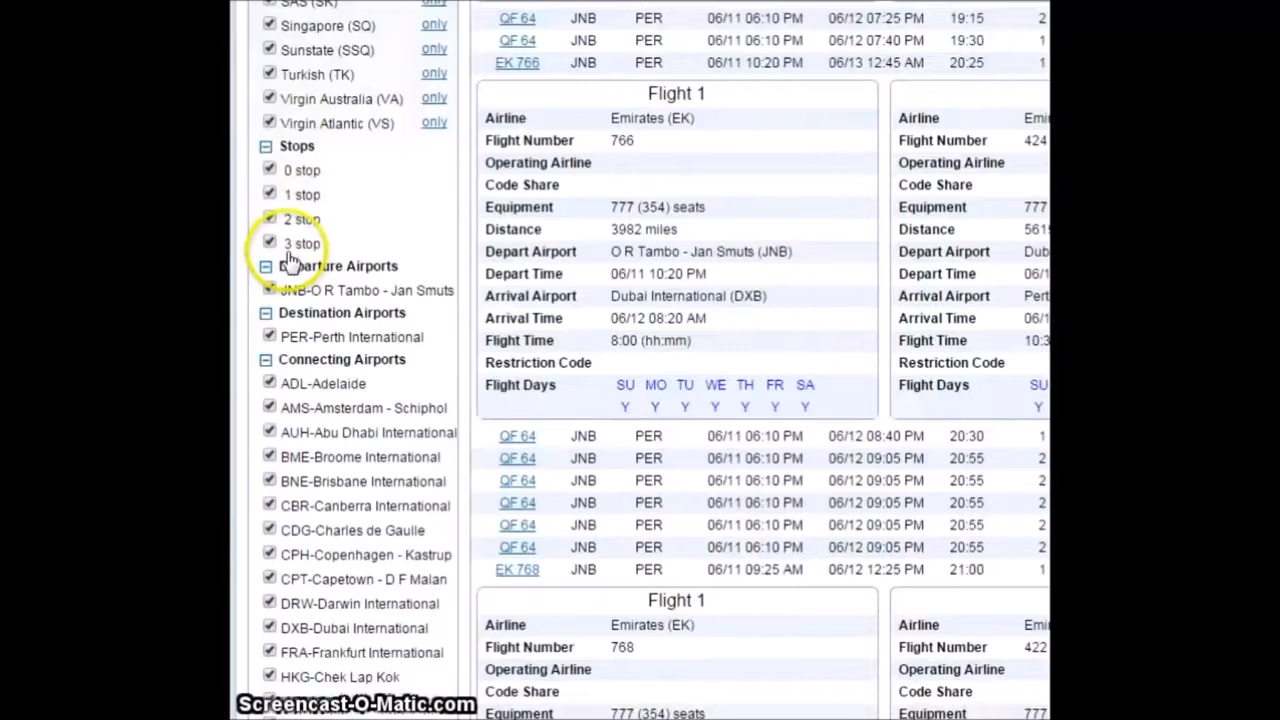 SAS (SK)
Singapore (SQ) only
Sunstate (SSQ) only
Turkish (TK) only
Virgin Australia (VA) only
Virgin Atlantic (VS) only
Stops
0 stop
1 stop
2 stop
3 stop
Departure Airports
JNB-O R Tambo - Jan Smuts
Destination Airports
PER-Perth International
Connecting Airports
ADL-Adelaide
AMS-Amsterdam - Schiphol
AUH-Abu Dhabi International
BME-Broome International
BNE-Brisbane International
CBR-Canberra International
CDG-Charles de Gaulle
CPH-Copenhagen - Kastrup
CPT-Capetown - D F Malan
DRW-Darwin International
DXB-Dubai International
FRA-Frankfurt International
HKG-Chek Lap Kok
QF 64 JNB PER 06/11 06:10 PM 06/12 07:25 PM 19:15 2
QF 64 JNB PER 06/11 06:10 PM 06/12 07:40 PM 19:30 1
EK 766 JNB PER 06/11 10:20 PM 06/13 12:45 AM 20:25 1
Flight 1
Airline Emirates (EK)
Flight Number 766
Operating Airline
Code Share
Equipment 777 (354) seats
Distance 3982 miles
Depart Airport O R Tambo - Jan Smuts (JNB)
Depart Time 06/11 10:20 PM
Arrival Airport Dubai International (DXB)
Arrival Time 06/12 08:20 AM
Flight Time 8:00 (hh:mm)
Restriction Code
Flight Days SU MO TU WE TH FR SA
Y Y Y Y Y Y Y
Airline Emi
Flight Number 424
Operating Airline
Code Share
Equipment 777
Distance 561
Depart Airport Dub
Depart Time 06/1
Arrival Airport Pert
Arrival Time 06/1
Flight Time 10:3
Restriction Code
Flight Days SU
Y
QF 64 JNB PER 06/11 06:10 PM 06/12 08:40 PM 20:30 1
QF 64 JNB PER 06/11 06:10 PM 06/12 09:05 PM 20:55 2
QF 64 JNB PER 06/11 06:10 PM 06/12 09:05 PM 20:55 2
QF 64 JNB PER 06/11 06:10 PM 06/12 09:05 PM 20:55 2
QF 64 JNB PER 06/11 06:10 PM 06/12 09:05 PM 20:55 2
QF 64 JNB PER 06/11 06:10 PM 06/12 09:05 PM 20:55 2
EK 768 JNB PER 06/11 09:25 AM 06/12 12:25 PM 21:00 1
Flight 1
Airline Emirates (EK)
Flight Number 768
Operating Airline
Code Share
Equipment 777 (354) seats
Airline Emi
Flight Number 422
Operating Airline
Code Share
Equipment 777
Screencast-O-Matic.com